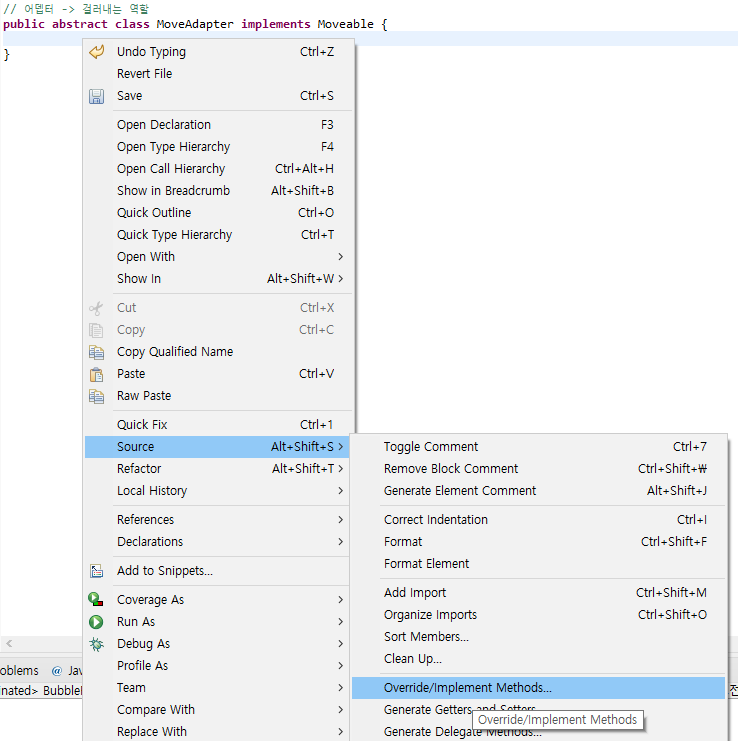 // 어뎁터 -> 걸러내는 역할
public abstract class MoveAdapter implements Moveable {
}
Undo Typing Ctrl+Z
Revert File
Save Ctrl+S
Open Declaration F3
Open Type Hierarchy F4
Open Call Hierarchy Ctrl+Alt+H
Show in Breadcrumb Alt+Shift+B
Quick Outline Ctrl+O
Quick Type Hierarchy Ctrl+T
Open With >
Show In Alt+Shift+W >
Cut Ctrl+X
Copy Ctrl+C
Copy Qualified Name
Paste Ctrl+V
Raw Paste
Quick Fix Ctrl+1
Source Alt+Shift+S >
Refactor Alt+Shift+T >
Local History >
References >
Declarations >
Add to Snippets...
Coverage As >
Run As >
Debug As >
Profile As >
Team >
Compare With >
Replace With >
Toggle Comment Ctrl+7
Remove Block Comment Ctrl+Shift+₩
Generate Element Comment Alt+Shift+J
Correct Indentation Ctrl+I
Format Ctrl+Shift+F
Format Element
Add Import Ctrl+Shift+M
Organize Imports Ctrl+Shift+O
Sort Members...
Clean Up...
Override/Implement Methods...
Generate Getters and Setters...
Override/Implement Methods
Generate Delegate Methods...
oblems @ Jav
nated> Bubble
전